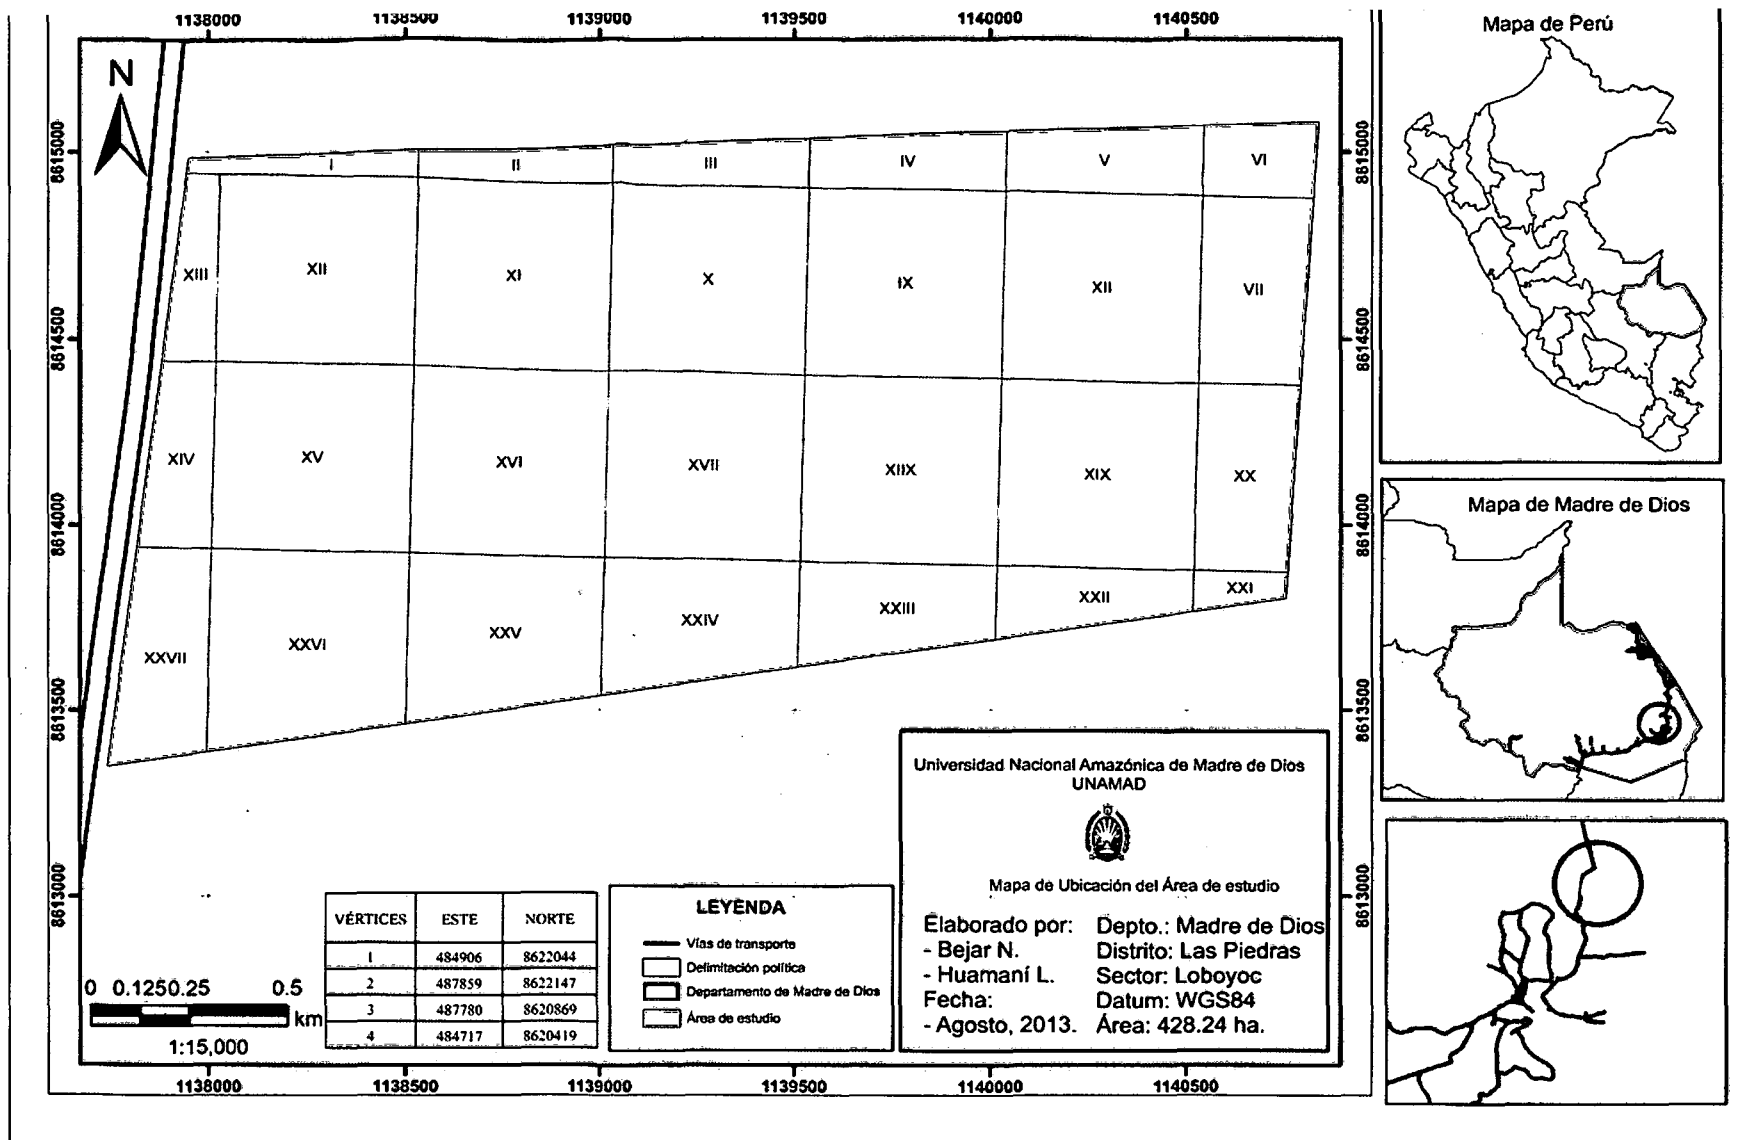 1138000 1138500 1139000 1139500 1140000 1140500
N
8615000
8614500
8614000
8613500
8613000
I II III IV V VI
XIII XII XI X IX XII VII
XIV XV XVI XVII XIIX XIX XX
XXVII XXVI XXV XXIV XXIII XXII XXI
8615000
8614500
8614000
8613500
8613000
0 0.1250.25 0.5
km
1:15,000
VÉRTICES ESTE NORTE
1 484906 8622044
2 487859 8622147
3 487780 8620869
4 484717 8620419
LEYENDA
Vías de transporte
Delimitación política
Departamento de Madre de Dios
Área de estudio
Universidad Nacional Amazónica de Madre de Dios
UNAMAD
Mapa de Ubicación del Área de estudio
Elaborado por: Depto.: Madre de Dios
- Bejar N. Distrito: Las Piedras
- Huamaní L. Sector: Loboyoc
Fecha: Datum: WGS84
- Agosto, 2013. Área: 428.24 ha.
1138000 1138500 1139000 1139500 1140000 1140500
Mapa de Perú
Mapa de Madre de Dios